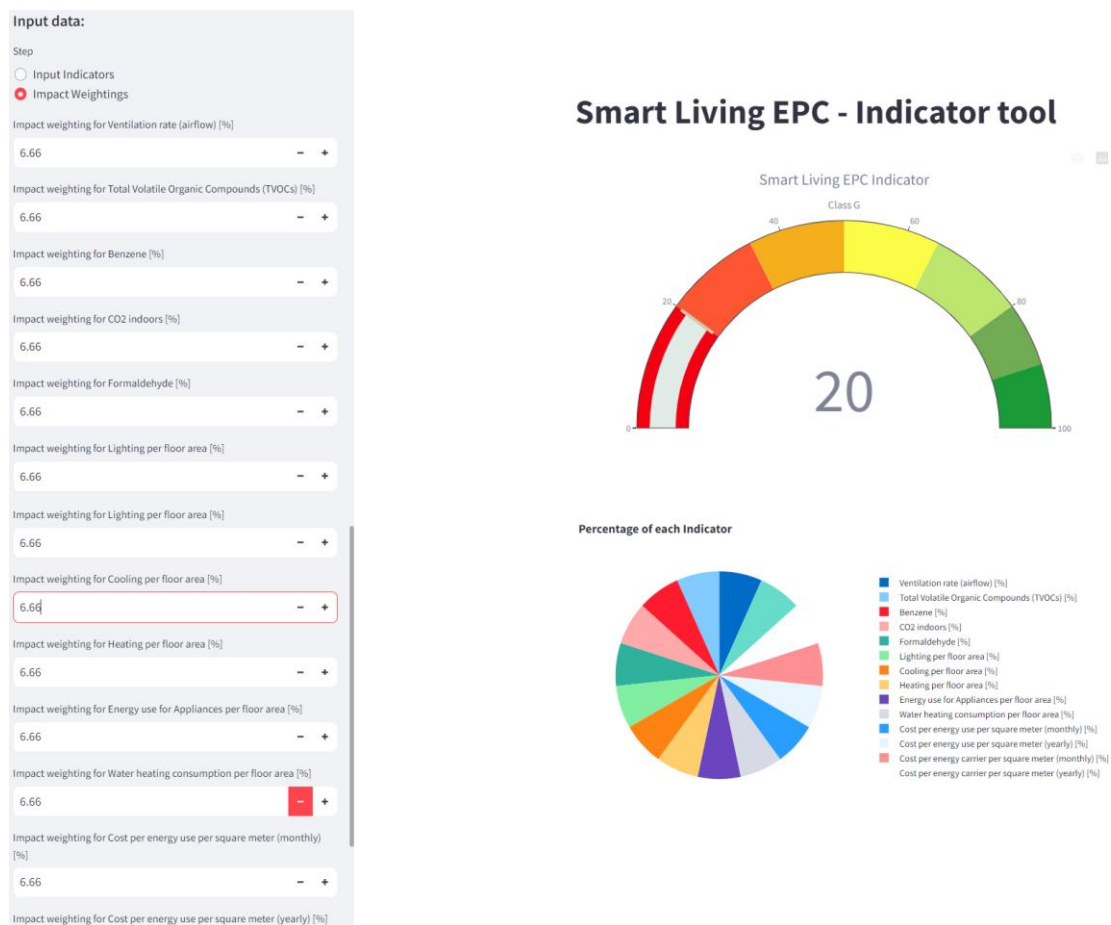 Input data:
Step
Input Indicators
Impact Weightings
Impact weighting for Ventilation rate (airflow) [%]
6.66 - +
Impact weighting for Total Volatile Organic Compounds (TVOCs) [%]
6.66 - +
Impact weighting for Benzene [%]
6.66 - +
Impact weighting for CO2 indoors [%]
6.66 - +
Impact weighting for Formaldehyde [%]
6.66 - +
Impact weighting for Lighting per floor area [%]
6.66 - +
Impact weighting for Lighting per floor area [%]
6.66 - +
Impact weighting for Cooling per floor area [%]
6.66 - +
Impact weighting for Heating per floor area [%]
6.66 - +
Impact weighting for Energy use for Appliances per floor area [%]
6.66 - +
Impact weighting for Water heating consumption per floor area [%]
6.66 - +
Impact weighting for Cost per energy use per square meter (monthly)
[%]
6.66 - +
Impact weighting for Cost per energy use per square meter (yearly) [%]
Smart Living EPC - Indicator tool
Smart Living EPC Indicator
Class G
0
20
40
60
80
100
20
Percentage of each Indicator
Ventilation rate (airflow) [%]
Total Volatile Organic Compounds (TVOCs) [%]
Benzene [%]
CO2 indoors [%]
Formaldehyde [%]
Lighting per floor area [%]
Cooling per floor area [%]
Heating per floor area [%]
Energy use for Appliances per floor area [%]
Water heating consumption per floor area [%]
Cost per energy use per square meter (monthly) [%]
Cost per energy use per square meter (yearly) [%]
Cost per energy carrier per square meter (monthly) [%]
Cost per energy carrier per square meter (yearly) [%]